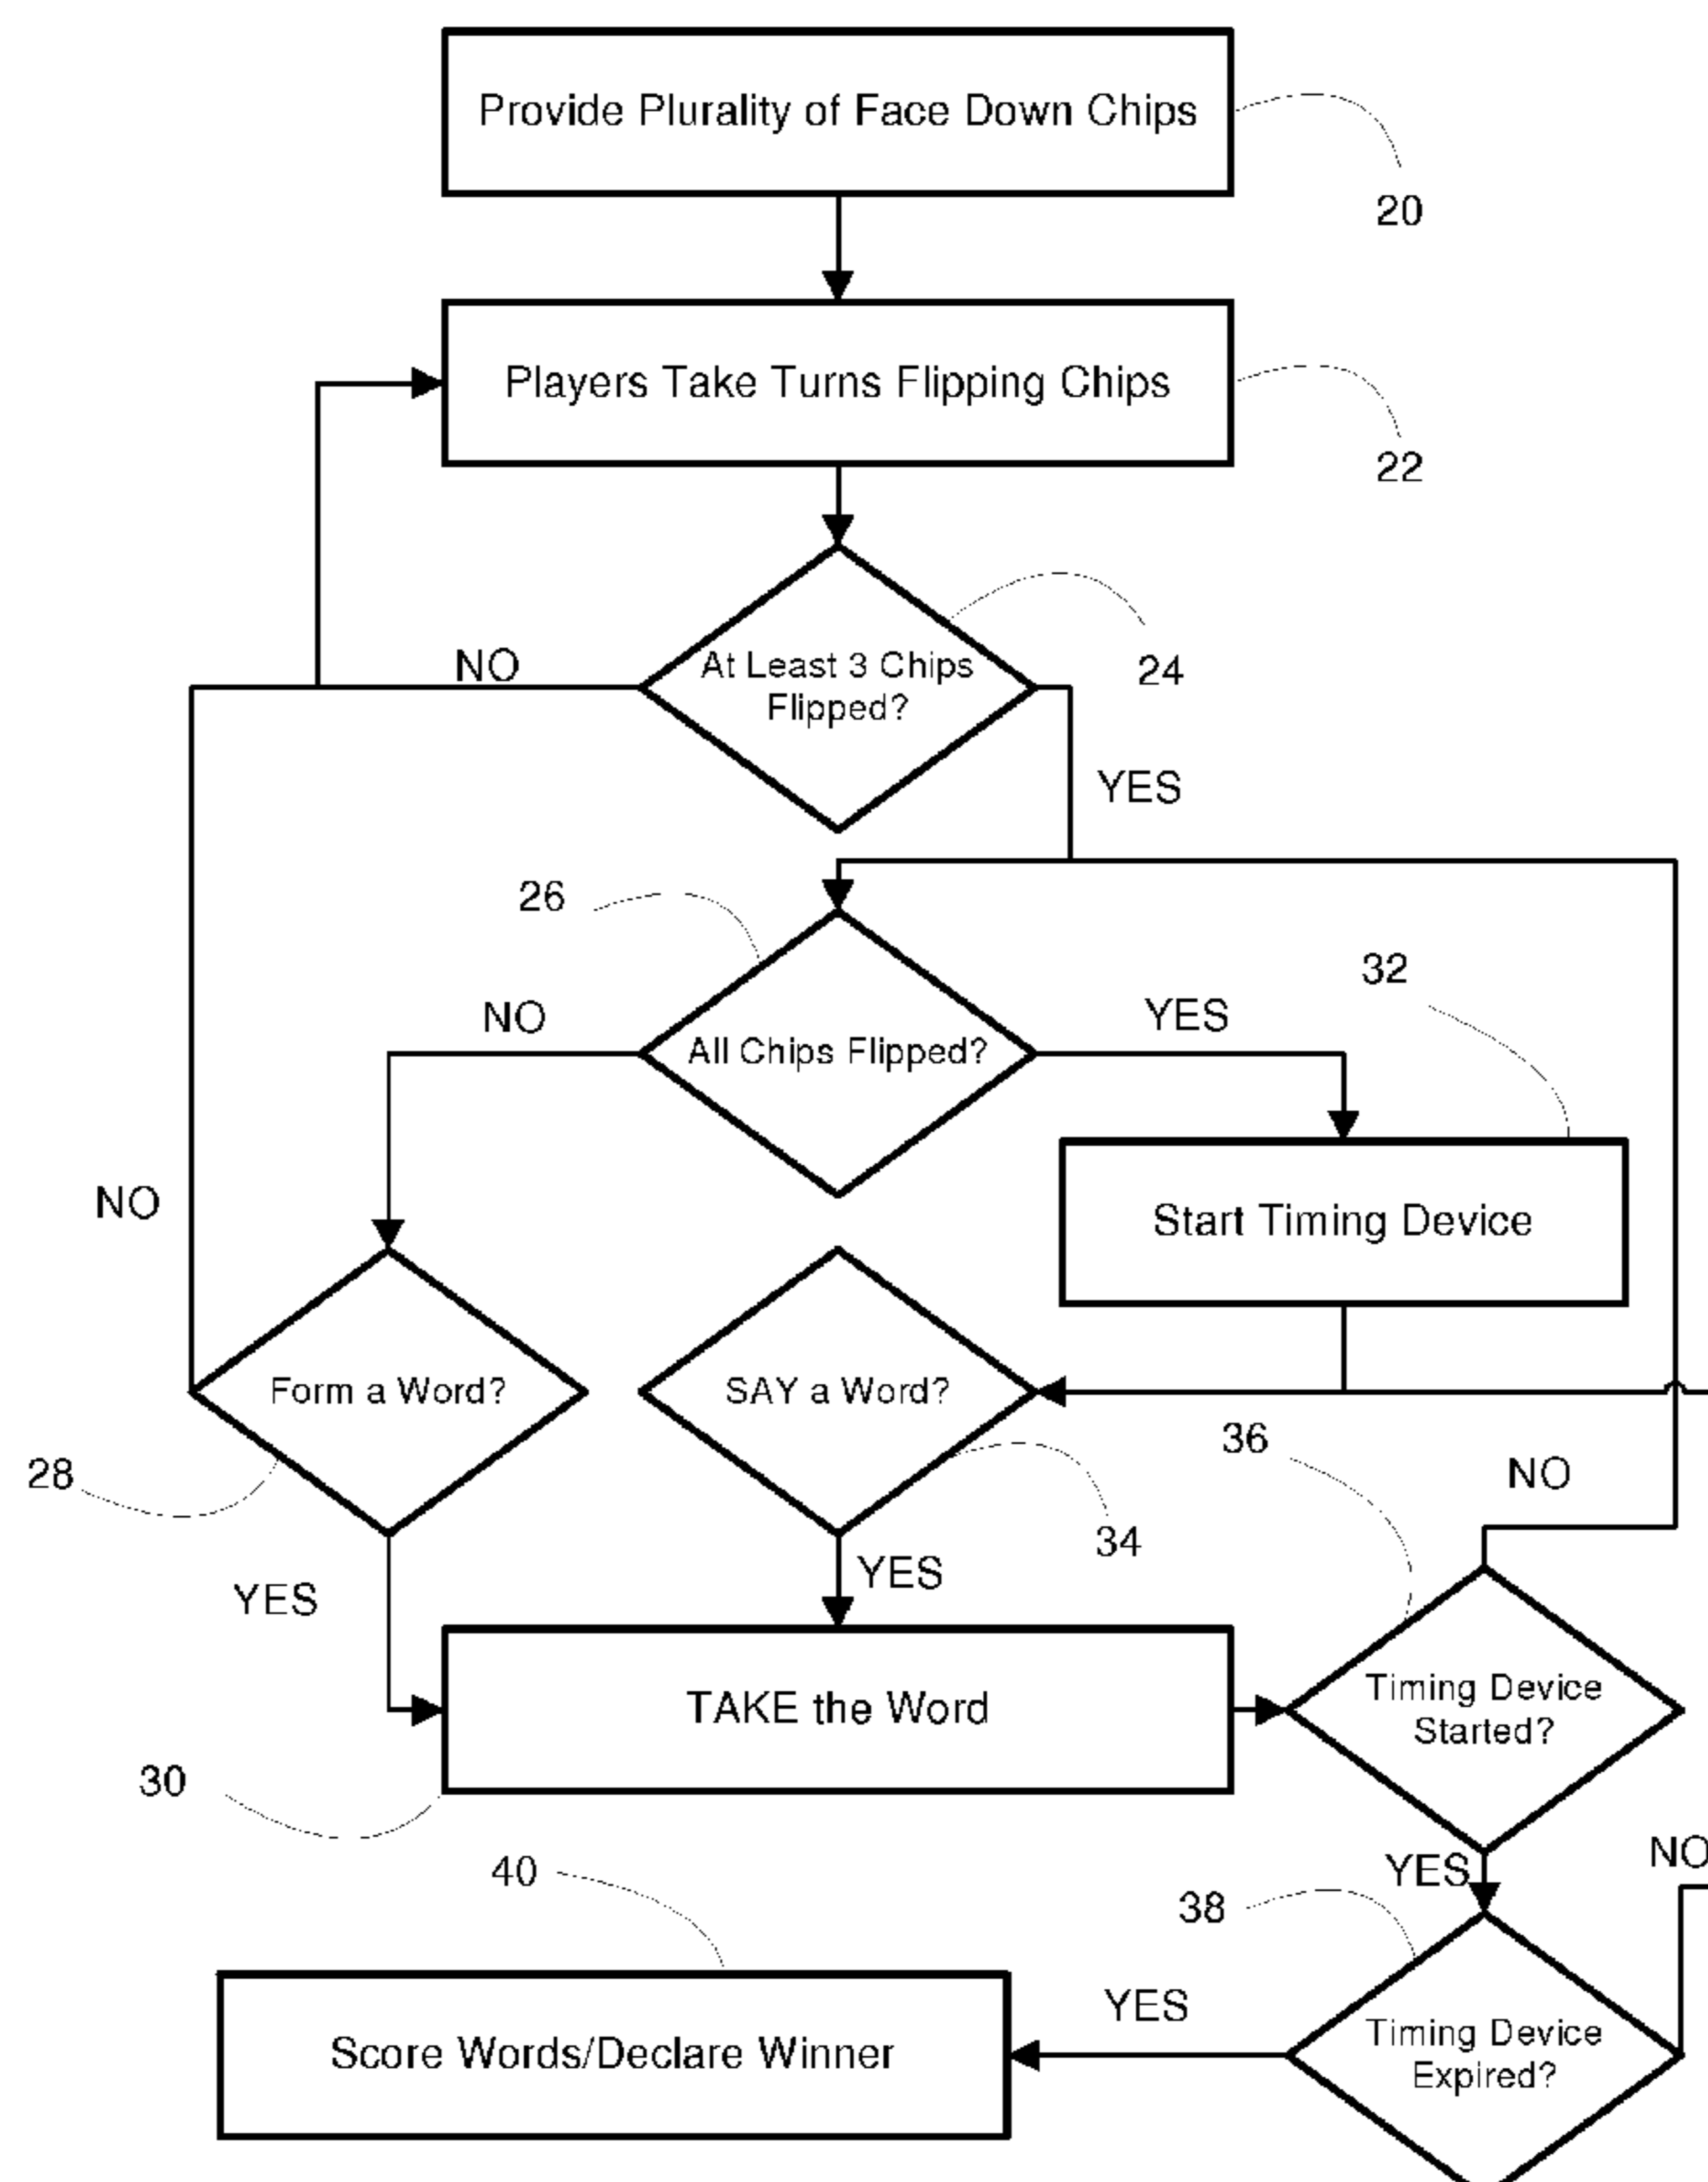 Provide Plurality of Face Down Chips
20
Players Take Turns Flipping Chips
22
At Least 3 Chips
Flipped?
24
NO
YES
26
32
NO
YES
All Chips Flipped?
NO
Start Timing Device
Form a Word?
SAY a Word?
36
28
NO
34
YES
YES
TAKE the Word
Timing Device
Started?
30
NO
40
YES
38
YES
Timing Device
Expired?
Score Words/Declare Winner